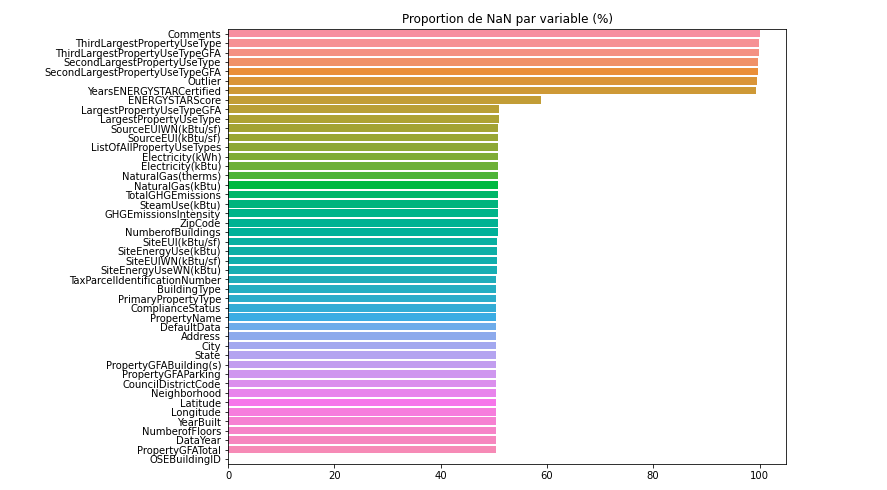 Proportion de NaN par variable (%)
Comments
ThirdLargestPropertyUseType
ThirdLargestPropertyUseTypeGFA
SecondLargestPropertyUseType
SecondLargestPropertyUseTypeGFA
Outlier
YearsENERGYSTARCertified
ENERGYSTARScore
LargestPropertyUseTypeGFA
LargestPropertyUseType
SourceEUIWN(kBtu/sf)
SourceEUI(kBtu/sf)
ListOfAllPropertyUseTypes
Electricity(kWh)
Electricity(kBtu)
NaturalGas(therms)
NaturalGas(kBtu)
TotalGHGEmissions
SteamUse(kBtu)
GHGEmissionsIntensity
ZipCode
NumberofBuildings
SiteEUI(kBtu/sf)
SiteEnergyUse(kBtu)
SiteEUIWN(kBtu/sf)
SiteEnergyUseWN(kBtu)
TaxParcelIdentificationNumber
BuildingType
PrimaryPropertyType
ComplianceStatus
PropertyName
DefaultData
Address
City
State
PropertyGFABuilding(s)
PropertyGFAParking
CouncilDistrictCode
Neighborhood
Latitude
Longitude
YearBuilt
NumberofFloors
DataYear
PropertyGFATotal
OSEBuildingID
0 20 40 60 80 100